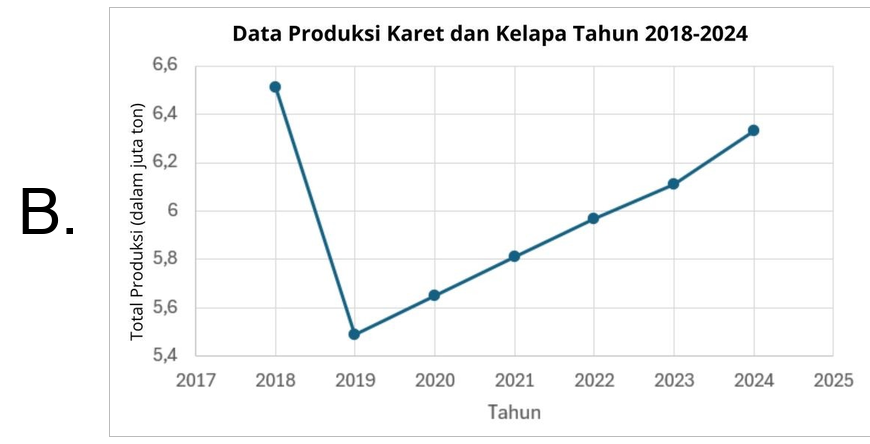 B.
Data Produksi Karet dan Kelapa Tahun 2018-2024
Total Produksi (dalam juta ton)
6,6
6,4
6,2
6
5,8
5,6
5,4
2017 2018 2019 2020 2021 2022 2023 2024 2025
Tahun